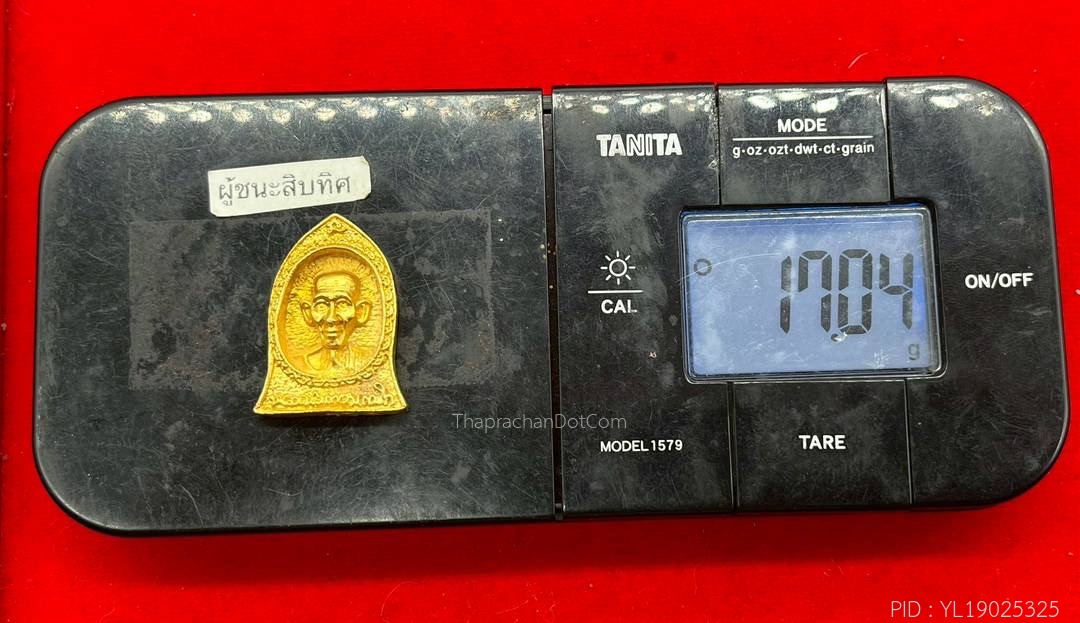 ผู้ชนะสิบทิศ
TANITA
MODE
g·oz·ozt·dwt·ct·grain
CAL
17.04
g
ON/OFF
ThaprachanDotCom
MODEL 1579
TARE
PID : YL19025325